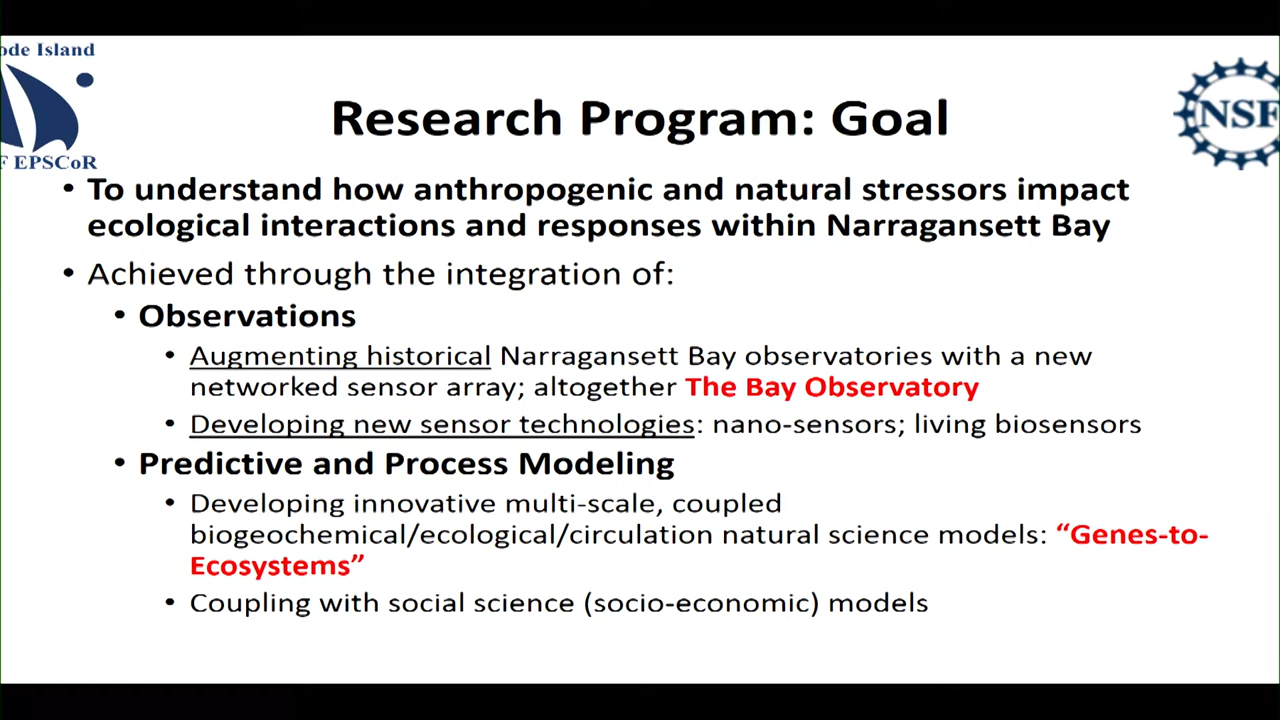 ode Island
F EPSCoR
NSF
Research Program: Goal
• To understand how anthropogenic and natural stressors impact
ecological interactions and responses within Narragansett Bay
• Achieved through the integration of:
• Observations
• Augmenting historical Narragansett Bay observatories with a new
networked sensor array; altogether The Bay Observatory
• Developing new sensor technologies: nano-sensors; living biosensors
• Predictive and Process Modeling
• Developing innovative multi-scale, coupled
biogeochemical/ecological/circulation natural science models: “Genes-to-
Ecosystems”
• Coupling with social science (socio-economic) models